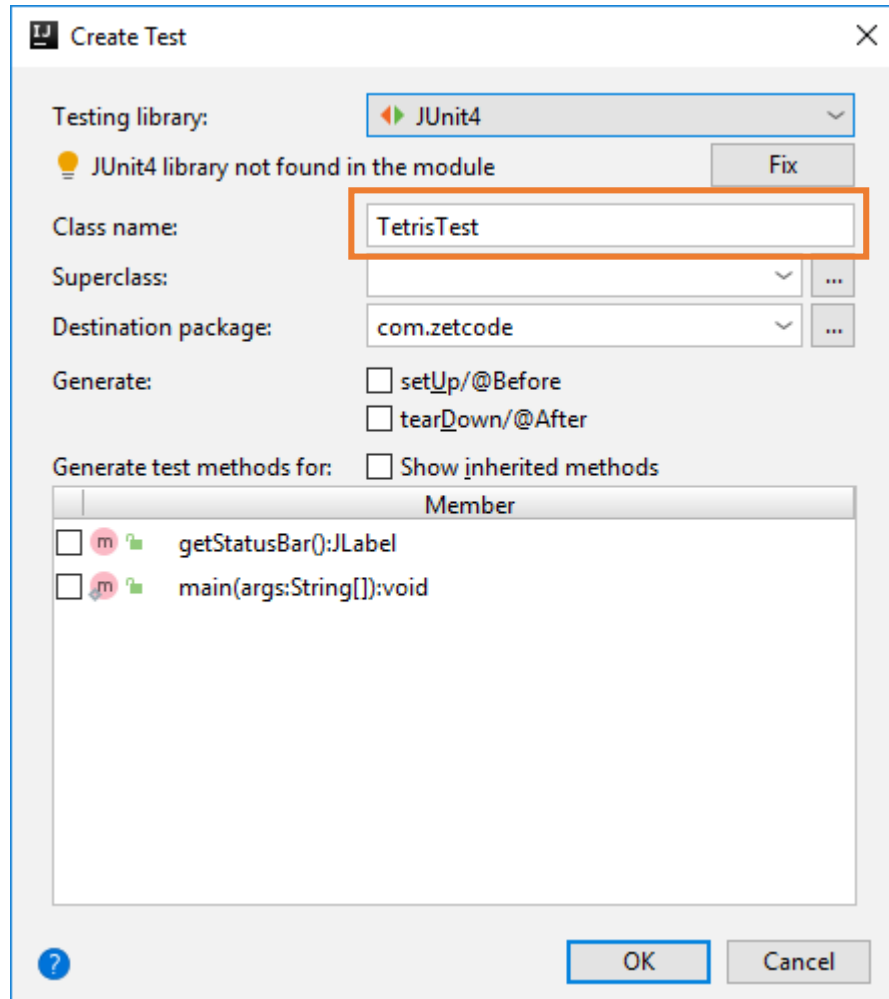 IJ Create Test
Testing library: JUnit4
JUnit4 library not found in the module Fix
Class name: TetrisTest
Superclass: ...
Destination package: com.zetcode ...
Generate: setUp/@Before
tearDown/@After
Generate test methods for: Show inherited methods
Member
m getStatusBar():JLabel
m main(args:String[]):void
? OK Cancel